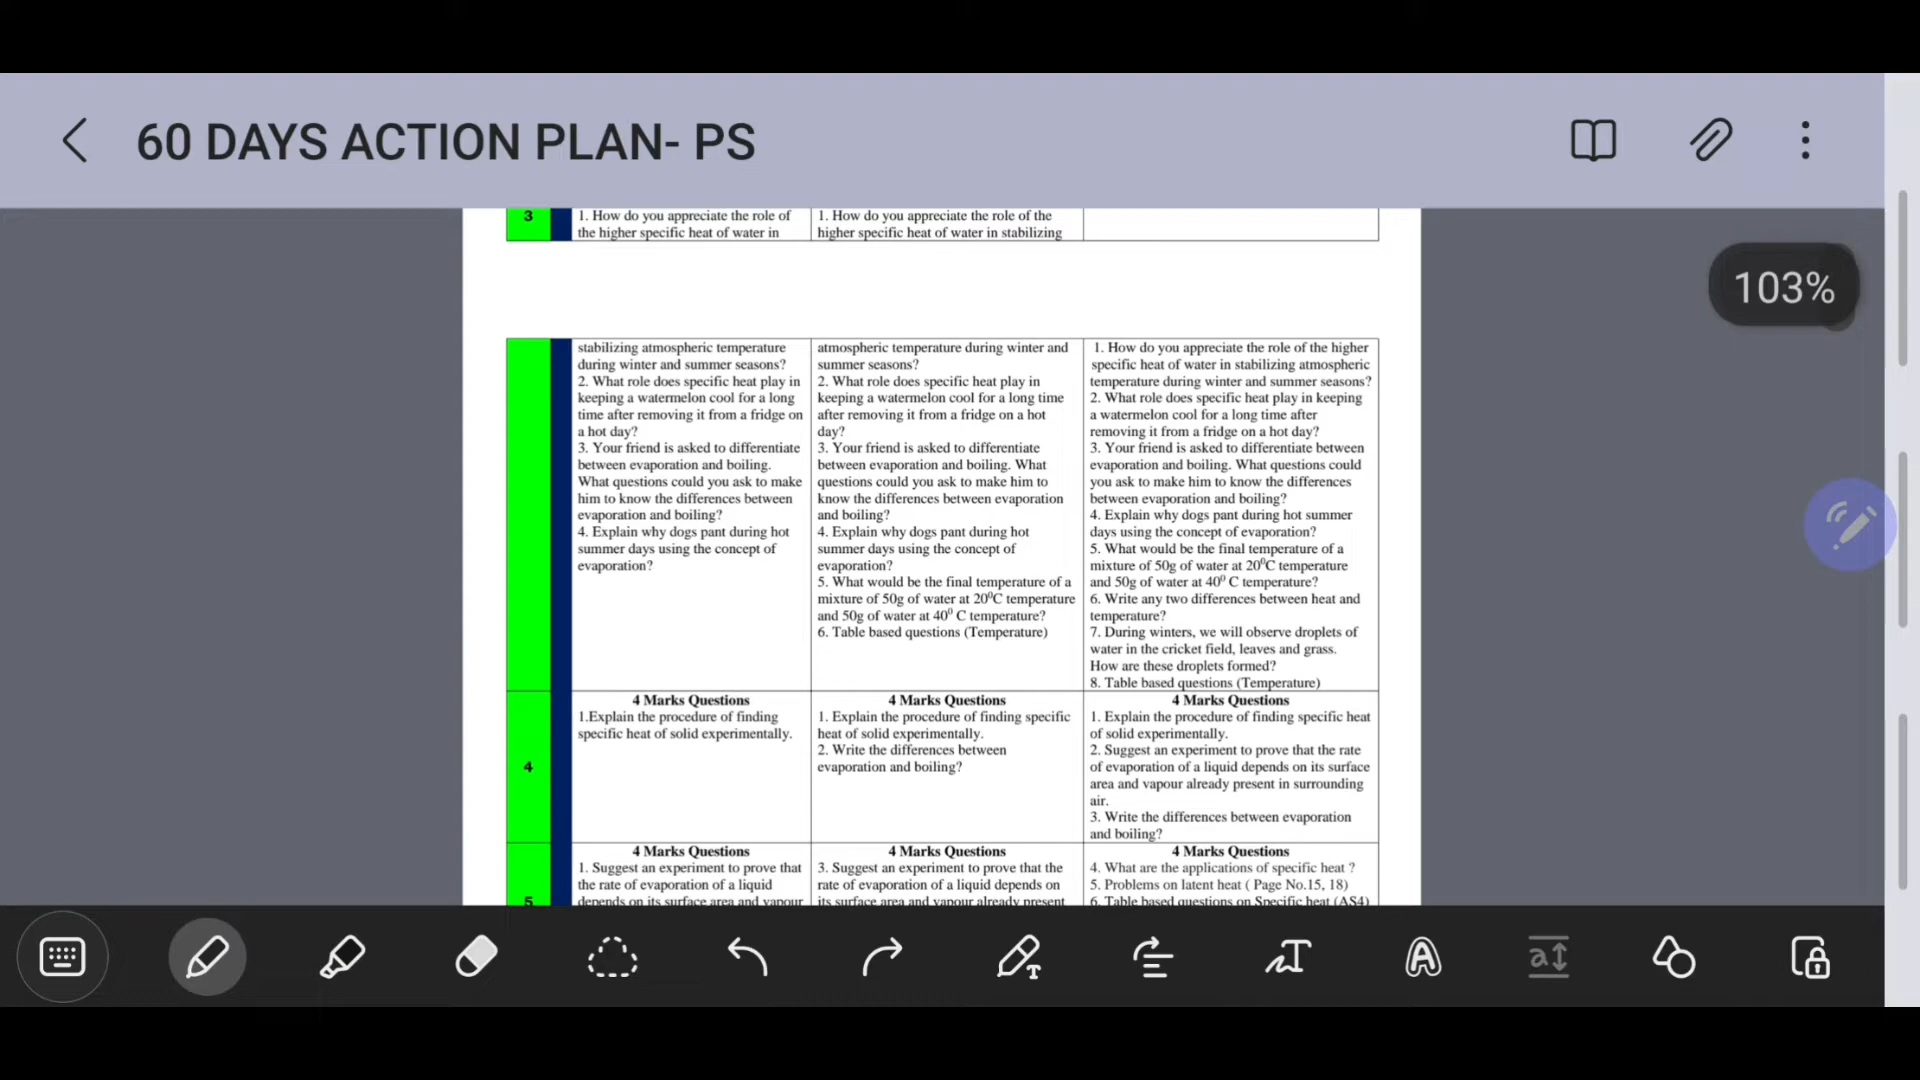 60 DAYS ACTION PLAN- PS
103%
3
1. How do you appreciate the role of
the higher specific heat of water in
1. How do you appreciate the role of the
higher specific heat of water in stabilizing
stabilizing atmospheric temperature
during winter and summer seasons?
2. What role does specific heat play in
keeping a watermelon cool for a long
time after removing it from a fridge on
a hot day?
3. Your friend is asked to differentiate
between evaporation and boiling.
What questions could you ask to make
him to know the differences between
evaporation and boiling?
4. Explain why dogs pant during hot
summer days using the concept of
evaporation?
atmospheric temperature during winter and
summer seasons?
2. What role does specific heat play in
keeping a watermelon cool for a long time
after removing it from a fridge on a hot
day?
3. Your friend is asked to differentiate
between evaporation and boiling. What
questions could you ask to make him to
know the differences between evaporation
and boiling?
4. Explain why dogs pant during hot
summer days using the concept of
evaporation?
5. What would be the final temperature of a
mixture of 50g of water at 20⁰C temperature
and 50g of water at 40⁰ C temperature?
6. Table based questions (Temperature)
1. How do you appreciate the role of the higher
specific heat of water in stabilizing atmospheric
temperature during winter and summer seasons?
2. What role does specific heat play in keeping
a watermelon cool for a long time after
removing it from a fridge on a hot day?
3. Your friend is asked to differentiate between
evaporation and boiling. What questions could
you ask to make him to know the differences
between evaporation and boiling?
4. Explain why dogs pant during hot summer
days using the concept of evaporation?
5. What would be the final temperature of a
mixture of 50g of water at 20⁰C temperature
and 50g of water at 40⁰ C temperature?
6. Write any two differences between heat and
temperature?
7. During winters, we will observe droplets of
water in the cricket field, leaves and grass.
How are these droplets formed?
8. Table based questions (Temperature)
4
4 Marks Questions
1.Explain the procedure of finding
specific heat of solid experimentally.
4 Marks Questions
1. Explain the procedure of finding specific
heat of solid experimentally.
2. Write the differences between
evaporation and boiling?
4 Marks Questions
1. Explain the procedure of finding specific heat
of solid experimentally.
2. Suggest an experiment to prove that the rate
of evaporation of a liquid depends on its surface
area and vapour already present in surrounding
air.
3. Write the differences between evaporation
and boiling?
5
4 Marks Questions
1. Suggest an experiment to prove that
the rate of evaporation of a liquid
depends on its surface area and vapour
4 Marks Questions
3. Suggest an experiment to prove that the
rate of evaporation of a liquid depends on
its surface area and vapour already present
4 Marks Questions
4. What are the applications of specific heat ?
5. Problems on latent heat ( Page No.15, 18)
6. Table based questions on Specific heat (AS4)